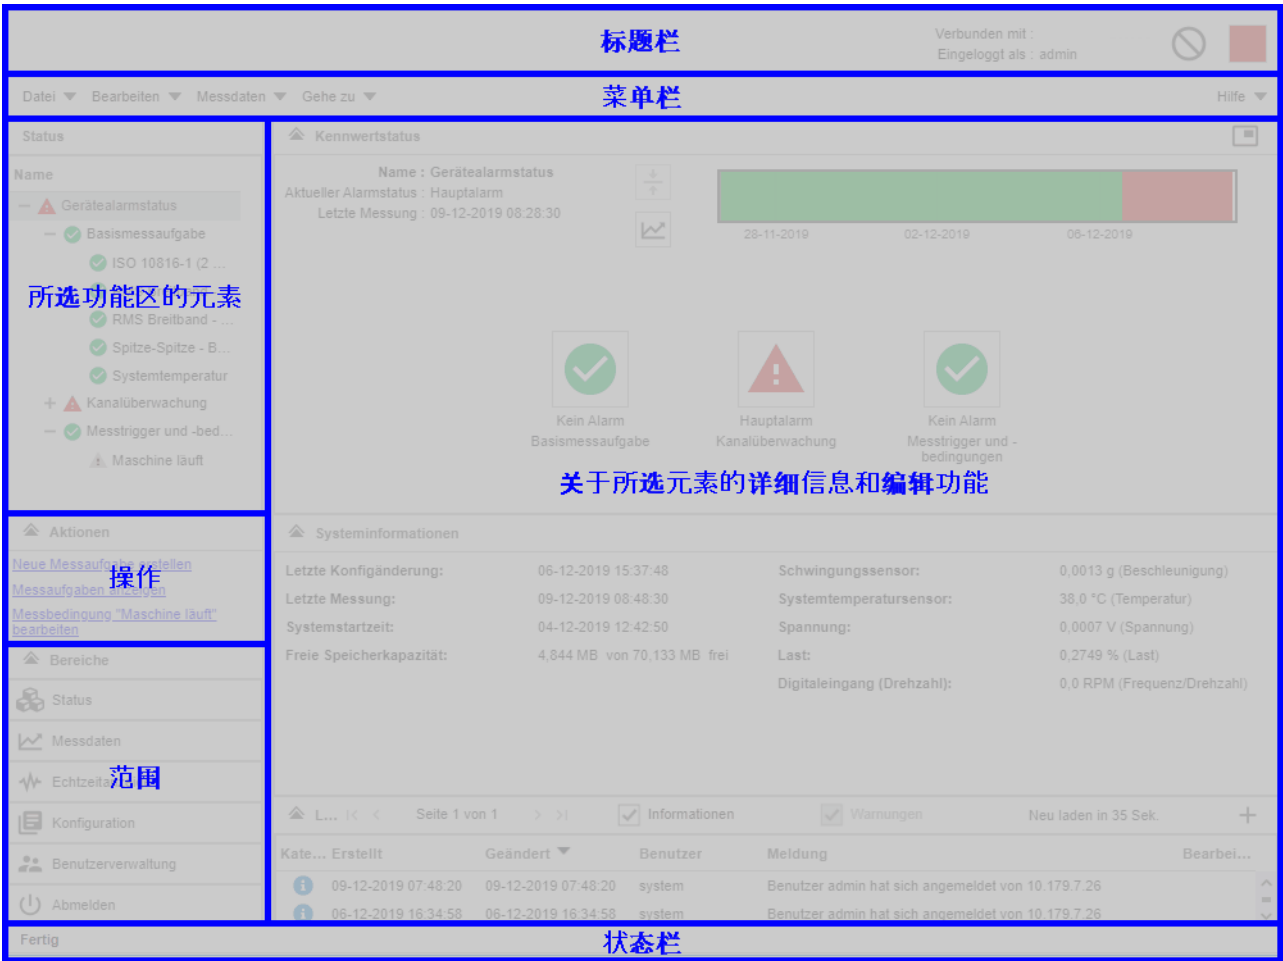 标题栏
Verbunden mit :
Eingeloggt als : admin
Datei Bearbeiten Messdaten Gehe zu
菜单栏
Hilfe
Status
Name
Gerätealarmstatus
Basismessaufgabe
ISO 10816-1 (2 ...
所选功能区的元素
RMS Breitband - ...
Spitze-Spitze - B...
Systemtemperatur
Kanalüberwachung
Messtrigger und -bed...
Maschine läuft
Aktionen
Neue Messaufgabe erstellen
操作
Messaufgaben anzeigen
Messbedingung "Maschine läuft"
bearbeiten
Bereiche
Status
Messdaten
范围
Konfiguration
Benutzerverwaltung
Abmelden
Kennwertstatus
Name : Gerätealarmstatus
Aktueller Alarmstatus : Hauptalarm
Letzte Messung : 09-12-2019 08:28:30
28-11-2019 02-12-2019 06-12-2019
Kein Alarm
Basismessaufgabe
Hauptalarm
Kanalüberwachung
Kein Alarm
Messtrigger und -
bedingungen
关于所选元素的详细信息和编辑功能
Systeminformationen
Letzte Konfigänderung: 06-12-2019 15:37:48
Letzte Messung: 09-12-2019 08:48:30
Systemstartzeit: 04-12-2019 12:42:50
Freie Speicherkapazität: 4,844 MB von 70,133 MB frei
Schwingungssensor: 0,0013 g (Beschleunigung)
Systemtemperatursensor: 38,0 °C (Temperatur)
Spannung: 0,0007 V (Spannung)
Last: 0,2749 % (Last)
Digitaleingang (Drehzahl): 0,0 RPM (Frequenz/Drehzahl)
L... |< < Seite 1 von 1 > >| Informationen Warnungen Neu laden in 35 Sek. +
Kate... Erstellt Geändert Benutzer Meldung Bearbei...
09-12-2019 07:48:20 09-12-2019 07:48:20 system Benutzer admin hat sich angemeldet von 10.179.7.26
06-12-2019 16:34:58 06-12-2019 16:34:58 system Benutzer admin hat sich angemeldet von 10.179.7.26
Fertig
状态栏